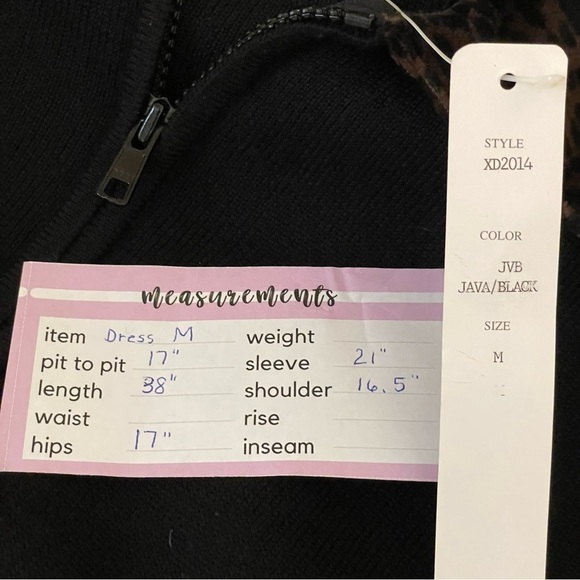 measurements
item Dress M weight
pit to pit 17" sleeve 21"
length 38" shoulder 16.5"
waist rise
hips 17" inseam
STYLE
XD2014
COLOR
JVB
JAVA/BLACK
SIZE
M